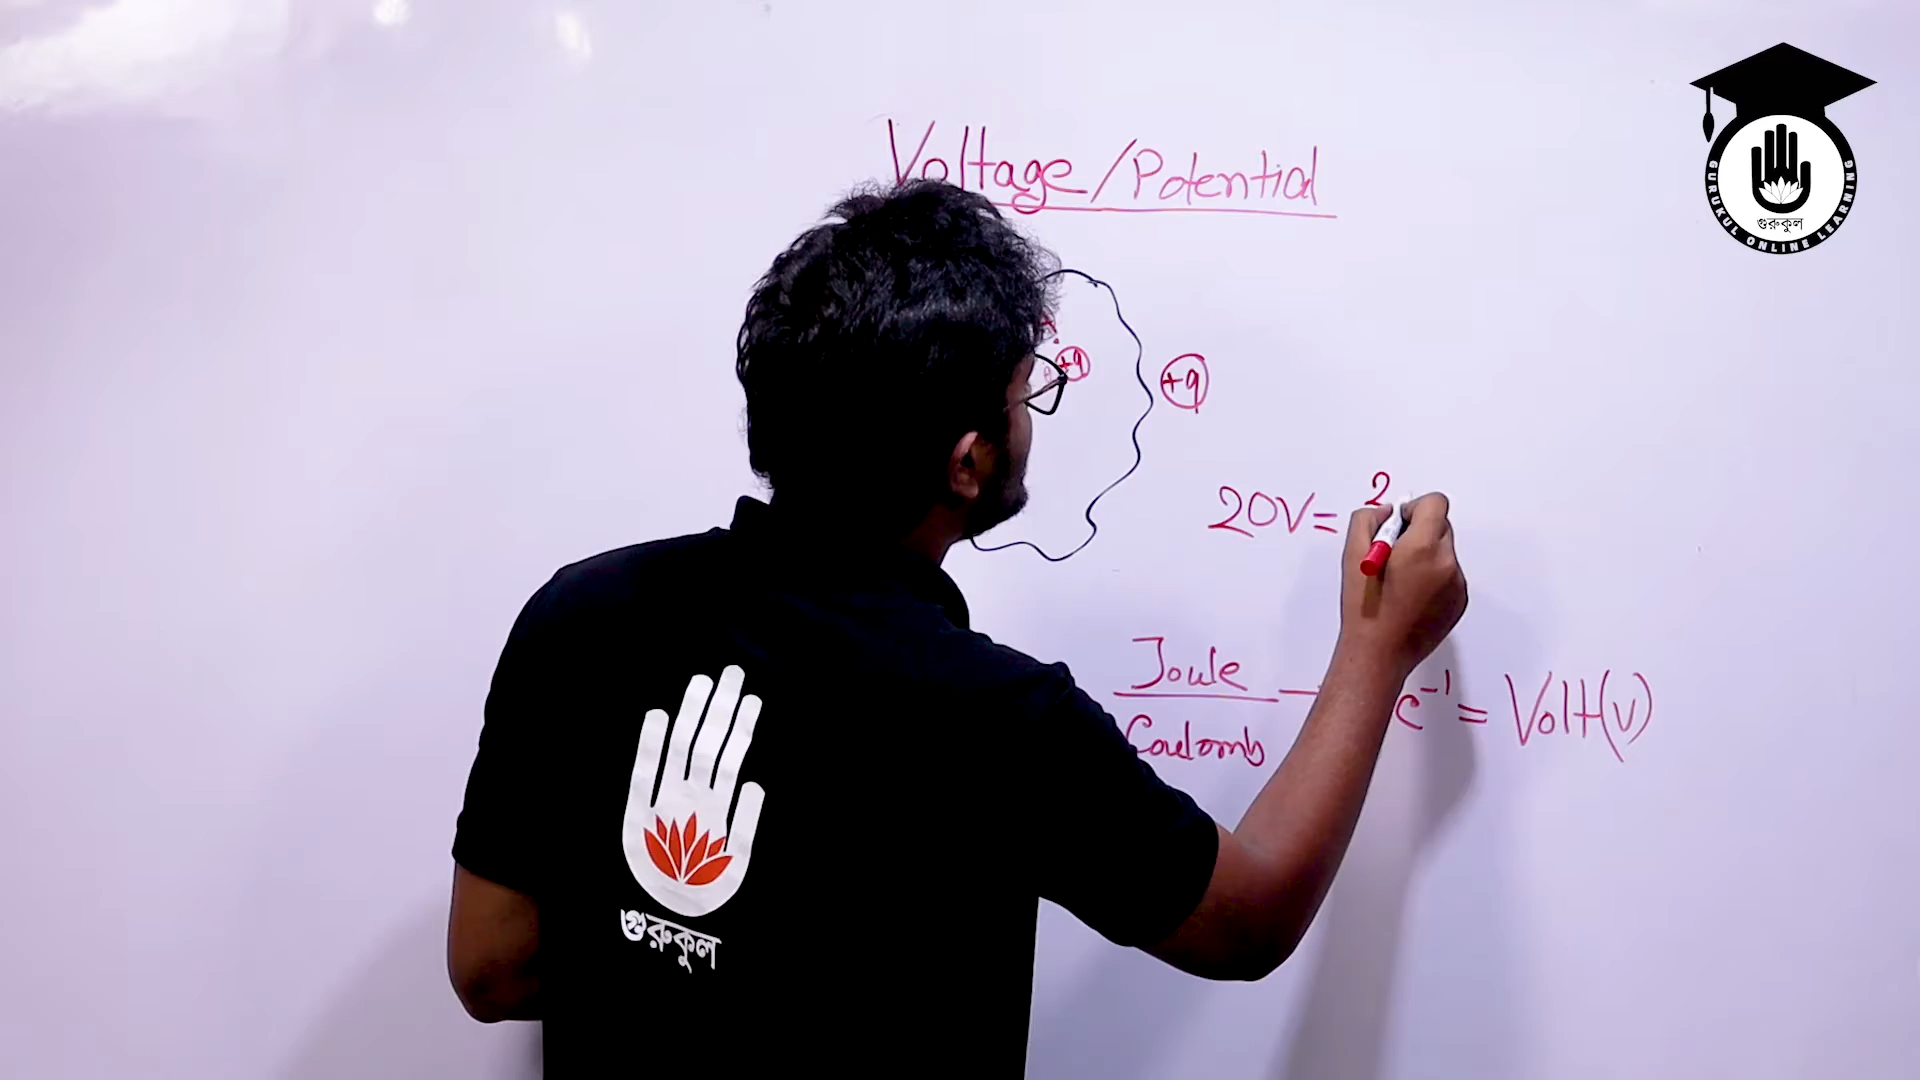 Voltage/Potential
+q
+q
20V= 2
Joule
Coulomb
c⁻¹ = Volt(v)
GURUKUL ONLINE LEARNING
গুরুকুল
গুরুকুল